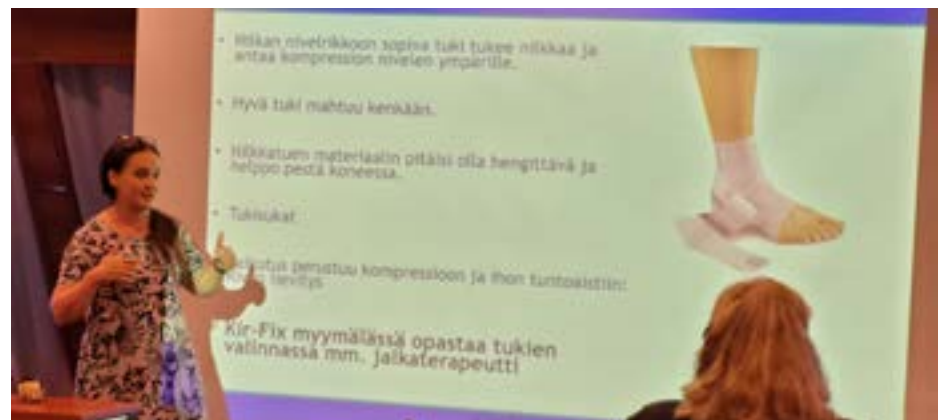 Nilkan nivelrikkoon sopiva tuki tukee nilkkaa ja
antaa kompression nivelen ympärille.
Hyvä tuki mahtuu kenkään.
Nilkkatuen materiaalin pitäisi olla hengittävä ja
helppo pestä koneessa.
Tukisukat
perustuu kompressioon ja ihon tuntoaistiin:
lievitys
Kir-Fix myymälässä opastaa tukien
valinnassa mm. jalkaterapeutti